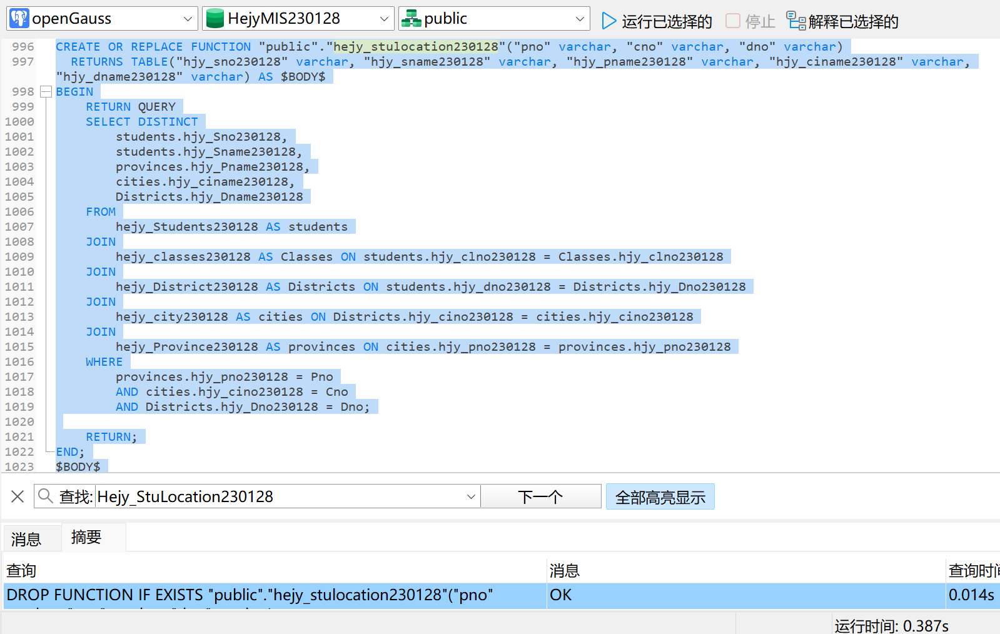 openGauss HejyMIS230128 public 运行已选择的 停止 解释已选择的
996 CREATE OR REPLACE FUNCTION "public"."hejy_stulocation230128"("pno" varchar, "cno" varchar, "dno" varchar)
997 RETURNS TABLE("hjy_sno230128" varchar, "hjy_sname230128" varchar, "hjy_pname230128" varchar, "hjy_ciname230128" varchar,
"hjy_dname230128" varchar) AS $BODY$
998 BEGIN
999 RETURN QUERY
1000 SELECT DISTINCT
1001 students.hjy_Sno230128,
1002 students.hjy_Sname230128,
1003 provinces.hjy_Pname230128,
1004 cities.hjy_ciname230128,
1005 Districts.hjy_Dname230128
1006 FROM
1007 hejy_Students230128 AS students
1008 JOIN
1009 hejy_classes230128 AS Classes ON students.hjy_clno230128 = Classes.hjy_clno230128
1010 JOIN
1011 hejy_District230128 AS Districts ON students.hjy_dno230128 = Districts.hjy_Dno230128
1012 JOIN
1013 hejy_city230128 AS cities ON Districts.hjy_cino230128 = cities.hjy_cino230128
1014 JOIN
1015 hejy_Province230128 AS provinces ON cities.hjy_pno230128 = provinces.hjy_pno230128
1016 WHERE
1017 provinces.hjy_pno230128 = Pno
1018 AND cities.hjy_cino230128 = Cno
1019 AND Districts.hjy_Dno230128 = Dno;
1020
1021 RETURN;
1022 END;
1023 $BODY$
查找: Hejy_StuLocation230128 下一个 全部高亮显示
消息 摘要
查询 消息 查询时间
DROP FUNCTION IF EXISTS "public"."hejy_stulocation230128"("pno" OK 0.014s
运行时间: 0.387s